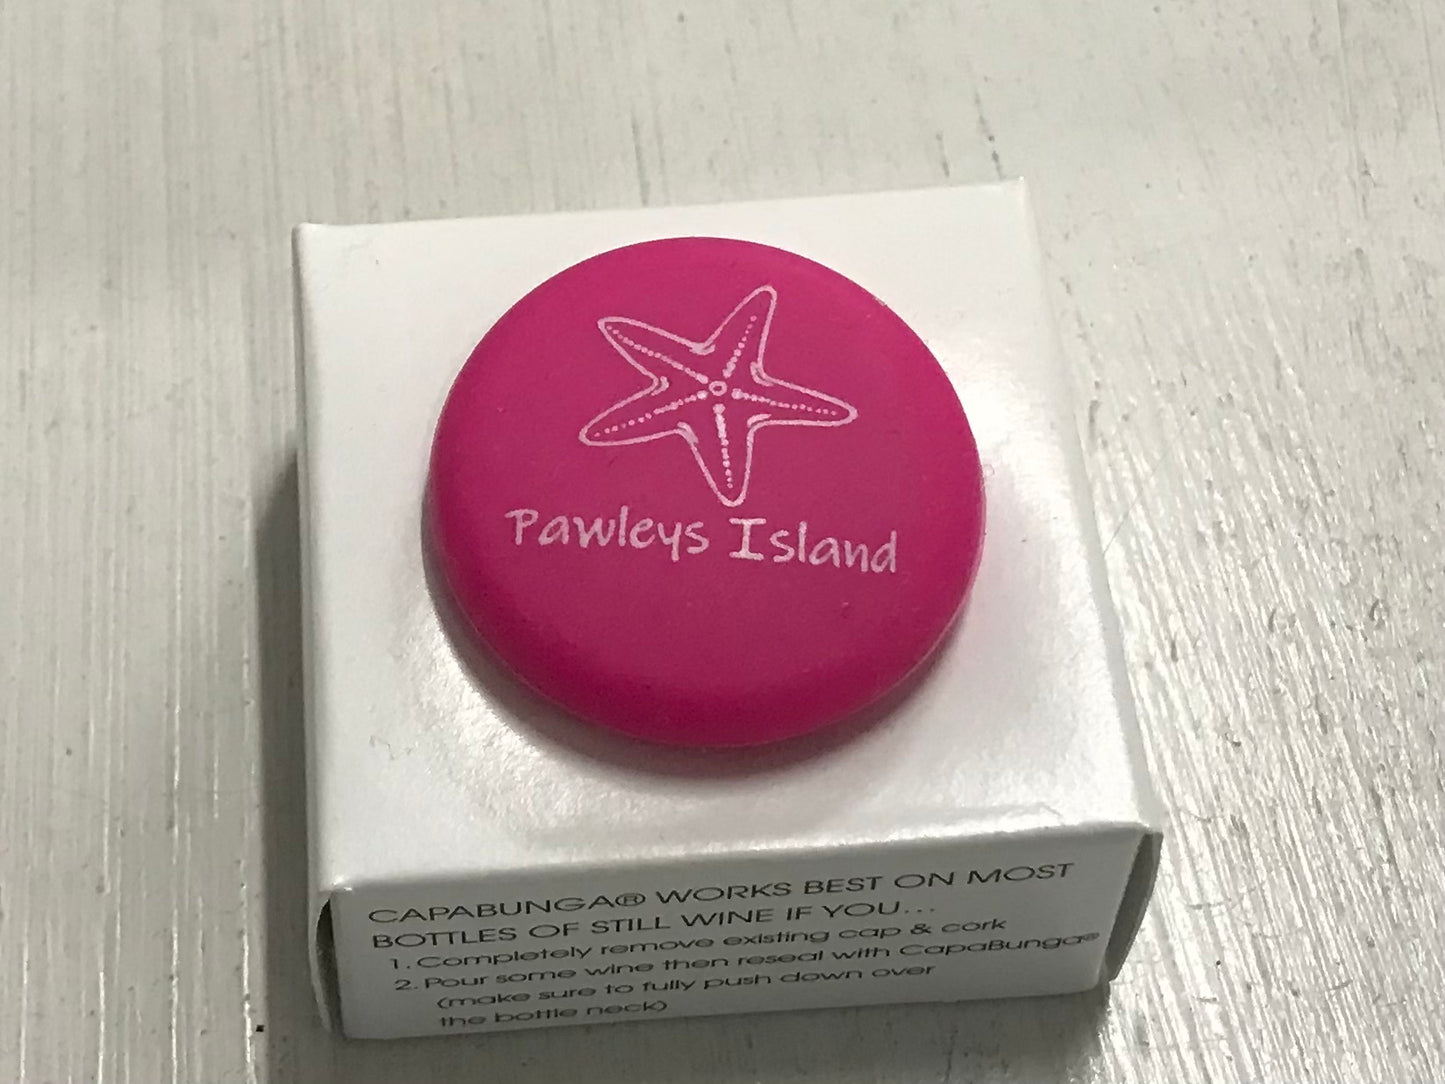 Pawleys Island
CAPABUNGA® WORKS BEST ON MOST
BOTTLES OF STILL WINE IF YOU...
1. Completely remove existing cap & cork
2. Pour some wine then reseal with CapaBunga®
(make sure to fully push down over
the bottle neck)